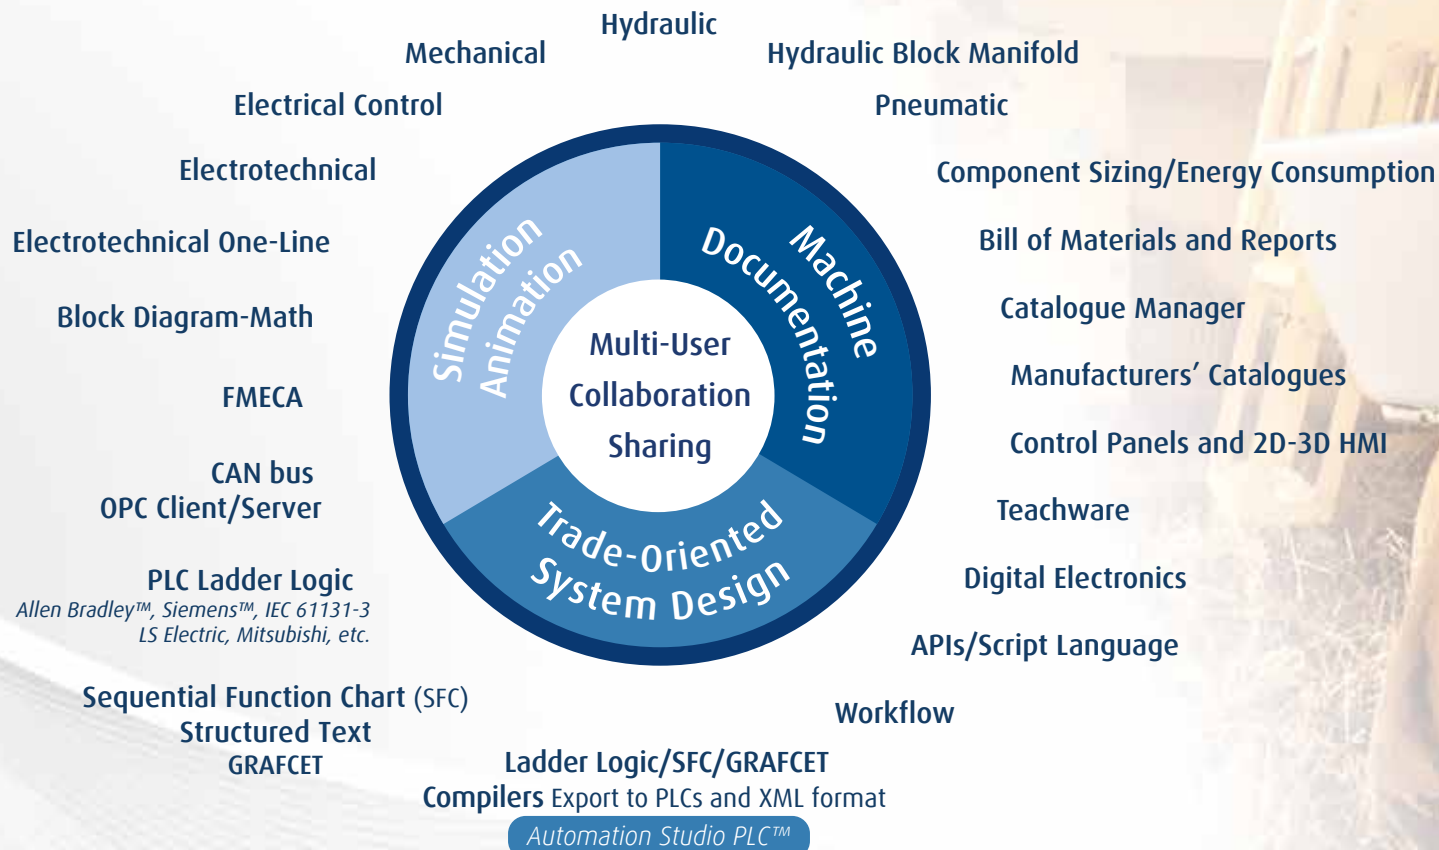 Hydraulic
Mechanical
Hydraulic Block Manifold
Electrical Control
Pneumatic
Electrotechnical
Component Sizing/Energy Consumption
Electrotechnical One-Line
Bill of Materials and Reports
Block Diagram-Math
Catalogue Manager
FMECA
Manufacturers’ Catalogues
CAN bus
OPC Client/Server
Control Panels and 2D-3D HMI
Teachware
PLC Ladder Logic
Allen Bradley™, Siemens™, IEC 61131-3
LS Electric, Mitsubishi, etc.
Digital Electronics
APIs/Script Language
Sequential Function Chart (SFC)
Structured Text
GRAFCET
Workflow
Ladder Logic/SFC/GRAFCET
Compilers Export to PLCs and XML format
Automation Studio PLC™
Simulation
Animation
Machine
Documentation
Multi-User
Collaboration
Sharing
Trade-Oriented
System Design